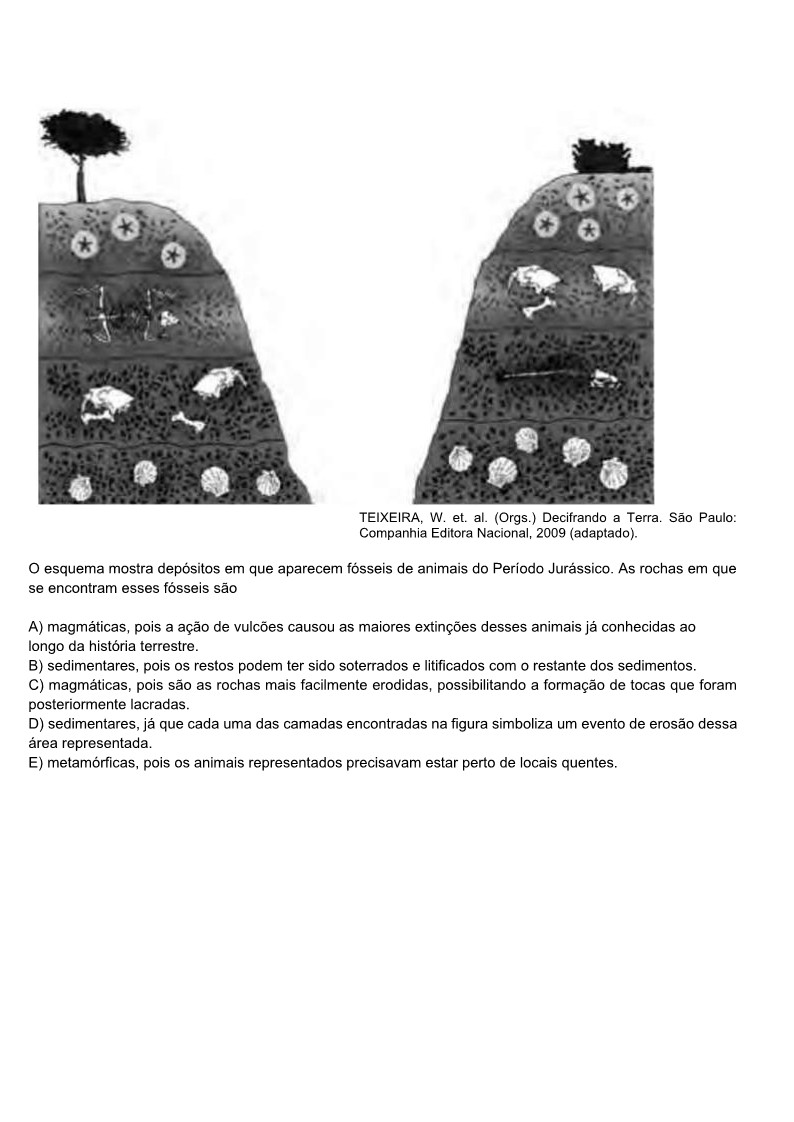 TEIXEIRA, W. et. al. (Orgs.) Decifrando a Terra. São Paulo:
Companhia Editora Nacional, 2009 (adaptado).
O esquema mostra depósitos em que aparecem fósseis de animais do Período Jurássico. As rochas em que
se encontram esses fósseis são
A) magmáticas, pois a ação de vulcões causou as maiores extinções desses animais já conhecidas ao
longo da história terrestre.
B) sedimentares, pois os restos podem ter sido soterrados e litificados com o restante dos sedimentos.
C) magmáticas, pois são as rochas mais facilmente erodidas, possibilitando a formação de tocas que foram
posteriormente lacradas.
D) sedimentares, já que cada uma das camadas encontradas na figura simboliza um evento de erosão dessa
área representada.
E) metamórficas, pois os animais representados precisavam estar perto de locais quentes.